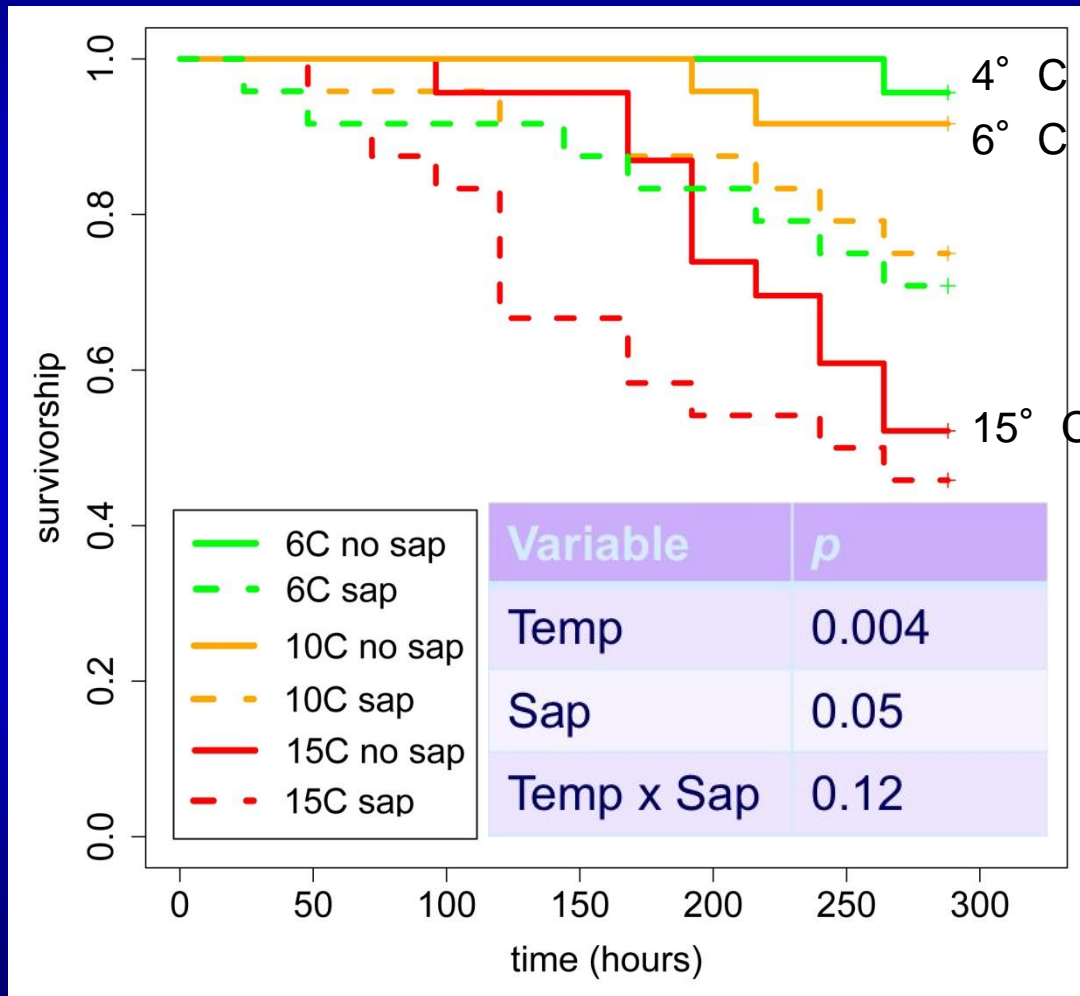 survivorship
1.0
0.8
0.6
0.4
0.2
0.0
4° C
6° C
15° C
6C no sap
6C sap
10C no sap
10C sap
15C no sap
15C sap
Variable p
Temp 0.004
Sap 0.05
Temp x Sap 0.12
0 50 100 150 200 250 300
time (hours)